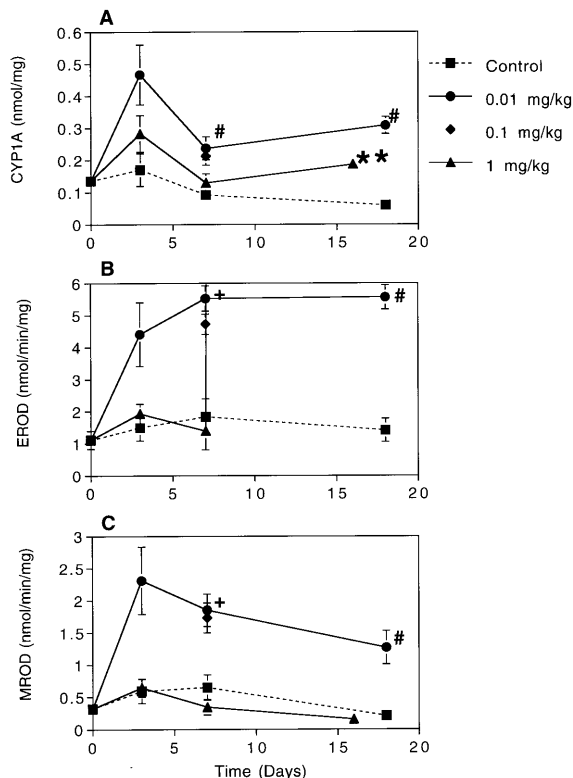 A
0.6
0.5
0.4
0.3
0.2
0.1
0
CYP1A (nmol/mg)
#
#
**
0 5 10 15 20
Control
0.01 mg/kg
0.1 mg/kg
1 mg/kg
B
6
5
4
3
2
1
0
EROD (nmol/min/mg)
+
#
0 5 10 15 20
C
3
2.5
2
1.5
1
0.5
0
MROD (nmol/min/mg)
+
#
0 5 10 15 20
Time (Days)